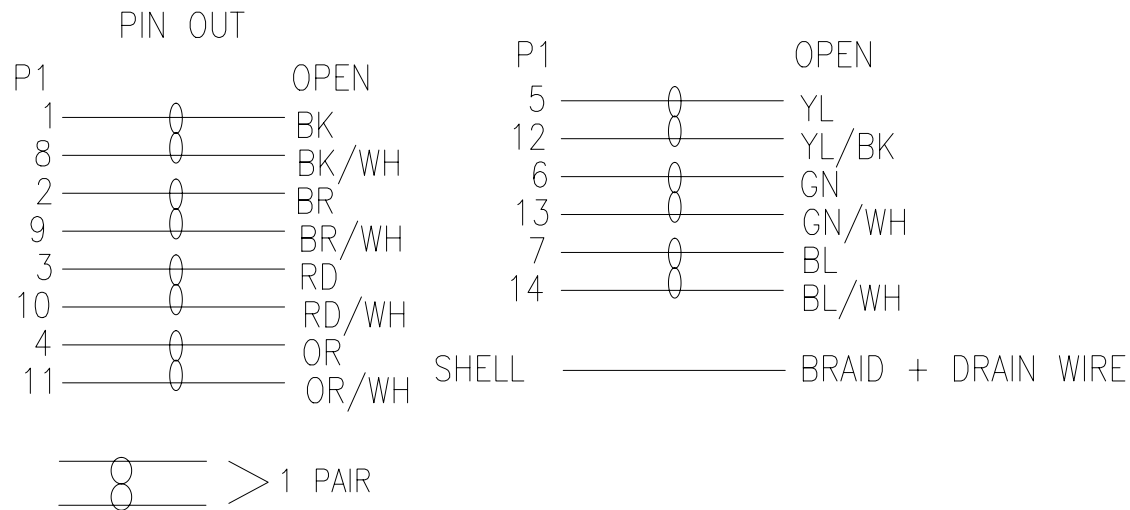 PIN OUT
P1 OPEN
1 BK
8 BK/WH
2 BR
9 BR/WH
3 RD
10 RD/WH
4 OR
11 OR/WH
P1 OPEN
5 YL
12 YL/BK
6 GN
13 GN/WH
7 BL
14 BL/WH
SHELL BRAID + DRAIN WIRE
1 PAIR